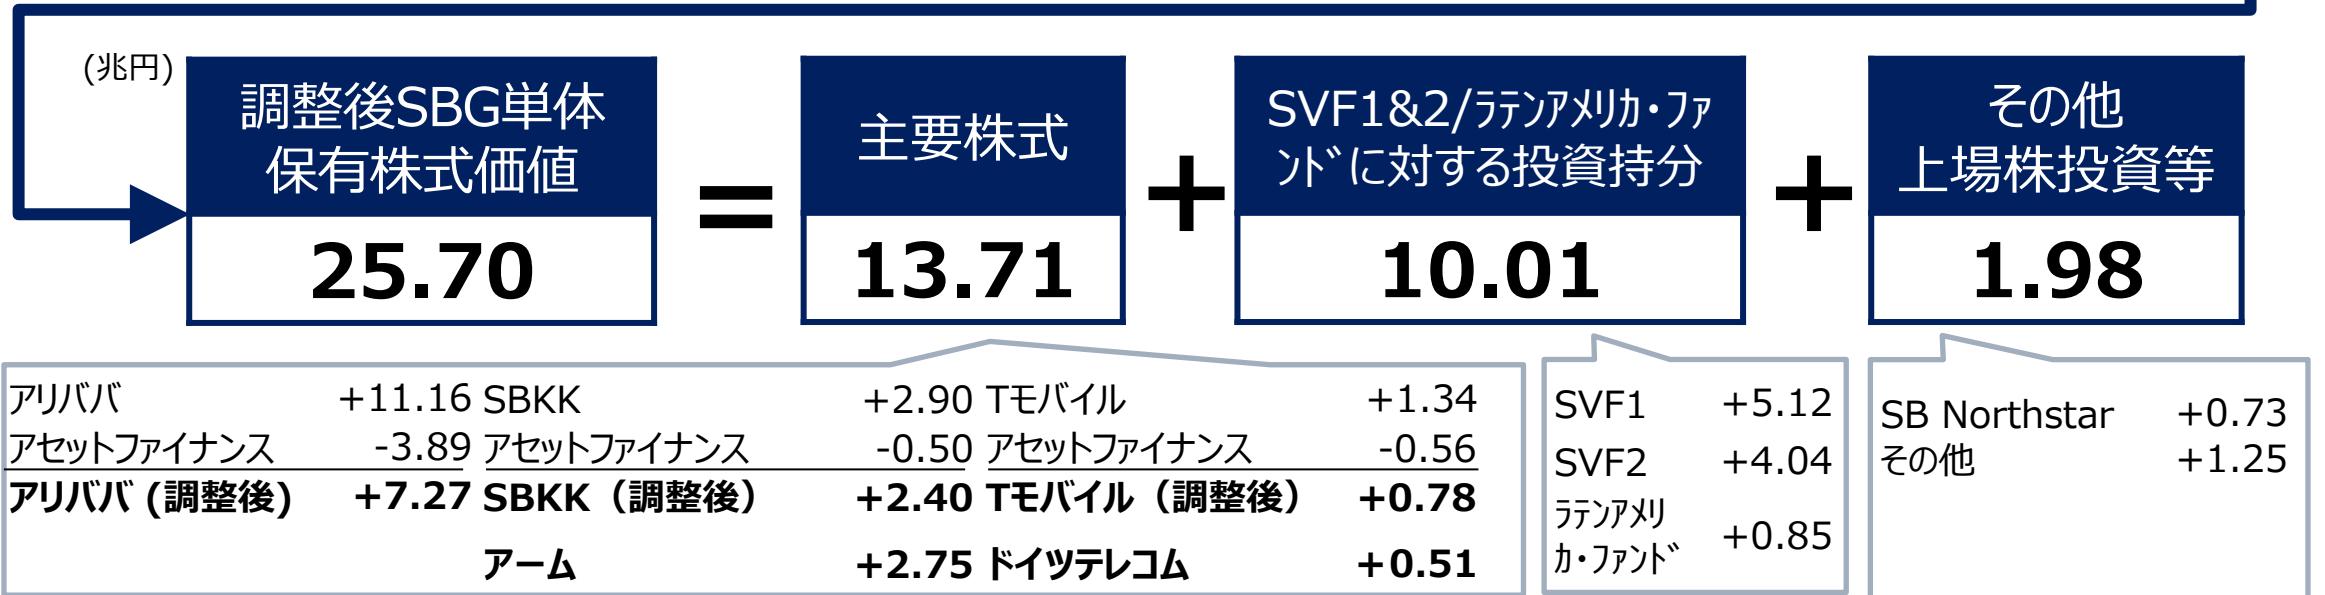 (兆円)
調整後SBG単体
保有株式価値
25.70
=
主要株式
13.71
+
SVF1&2/ﾗﾃﾝｱﾒﾘｶ・ﾌｧ
ﾝﾄﾞに対する投資持分
10.01
+
その他
上場株投資等
1.98
アリババ +11.16
アセットファイナンス -3.89
アリババ (調整後) +7.27
SBKK +2.90
アセットファイナンス -0.50
SBKK（調整後） +2.40
アーム +2.75
Tモバイル +1.34
アセットファイナンス -0.56
Tモバイル（調整後） +0.78
ドイツテレコム +0.51
SVF1 +5.12
SVF2 +4.04
ﾗﾃﾝｱﾒﾘ
ｶ・ﾌｧﾝﾄﾞ +0.85
SB Northstar +0.73
その他 +1.25